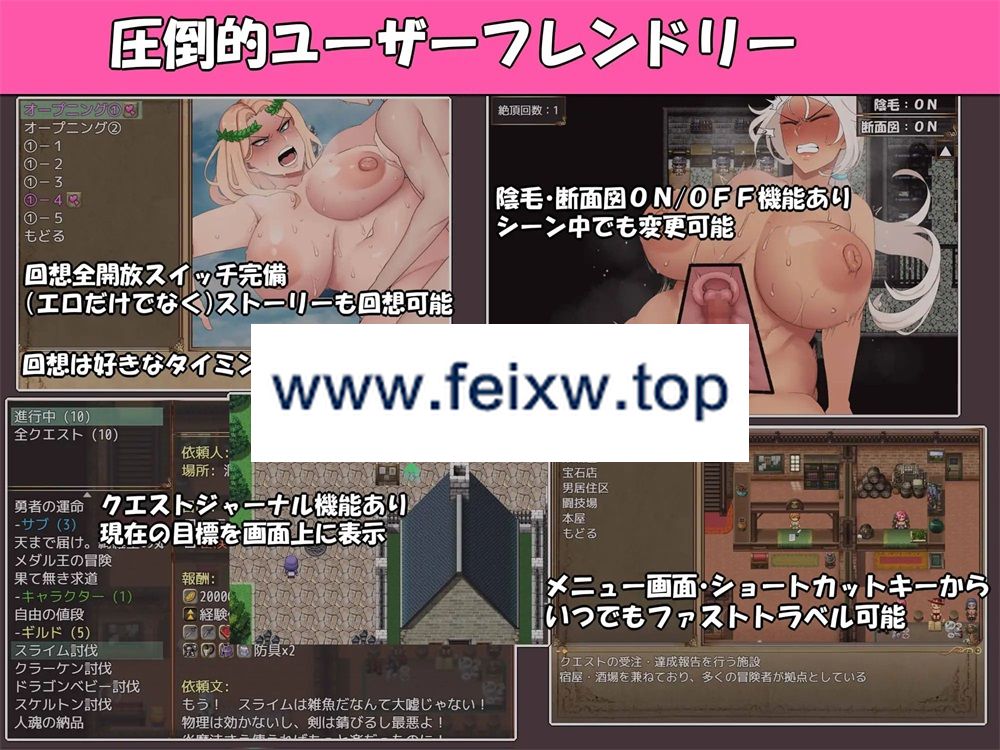 圧倒的ユーザーフレンドリー
オープニング①
オープニング②
①－１
①－２
①－３
①－４
①－５
もどる
回想全開放スイッチ完備
(エロだけでなく)ストーリーも回想可能
回想は好きなタイミン
絶頂回数：1
陰毛：ＯＮ
断面図：ＯＮ
陰毛・断面図ＯＮ/ＯＦＦ機能あり
シーン中でも変更可能
www.feixw.top
進行中 (10)
全クエスト (10)
勇者の運命
-サブ (3)
天まで届け。
メダル王の冒険
果て無き求道
-キャラクター (1)
自由の値段
-ギルド (5)
スライム討伐
クラーケン討伐
ドラゴンベビー討伐
スケルトン討伐
人魂の納品
依頼人:
場所:
クエストジャーナル機能あり
現在の目標を画面上に表示
報酬:
経験
防具x2
依頼文:
もう！　スライムは雑魚だなんて大嘘じゃない！
物理は効かないし、剣は錆びるし最悪よ！
宝石店
男居住区
闘技場
本屋
もどる
メニュー画面・ショートカットキーから
いつでもファストトラベル可能
クエストの受注・達成報告を行う施設
宿屋・酒場を兼ねており、多くの冒険者が拠点としている